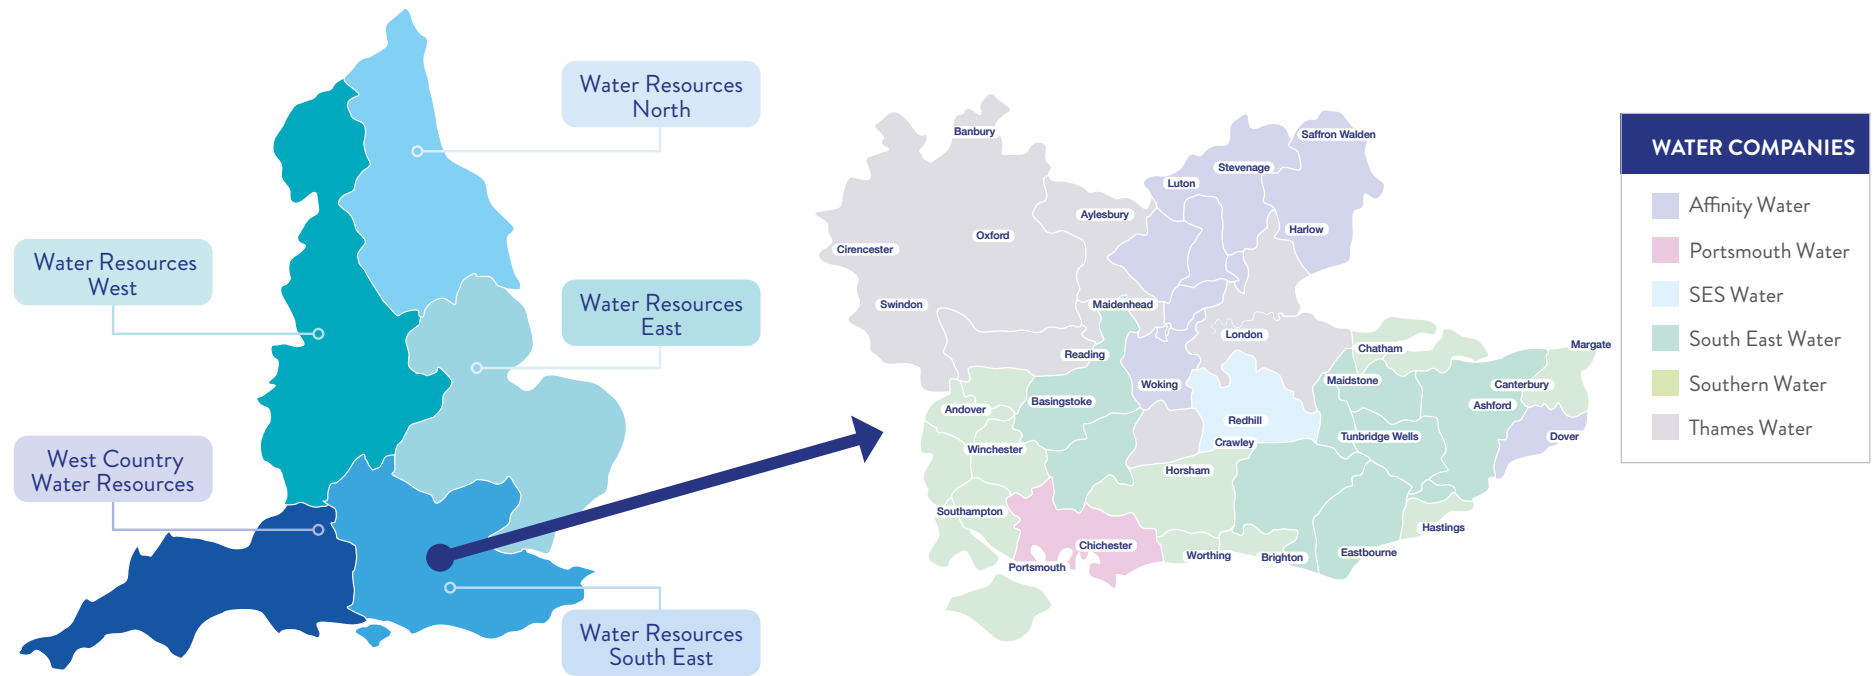 Water Resources
North
Water Resources
West
Water Resources
East
West Country
Water Resources
Water Resources
South East
Banbury
Saffron Walden
Stevenage
Luton
Aylesbury
Harlow
Oxford
Cirencester
Swindon
Maidenhead
London
Chatham
Margate
Reading
Woking
Maidstone
Canterbury
Basingstoke
Andover
Ashford
Redhill
Tunbridge Wells
Dover
Crawley
Winchester
Horsham
Southampton
Hastings
Chichester
Worthing
Brighton
Eastbourne
Portsmouth
WATER COMPANIES
Affinity Water
Portsmouth Water
SES Water
South East Water
Southern Water
Thames Water